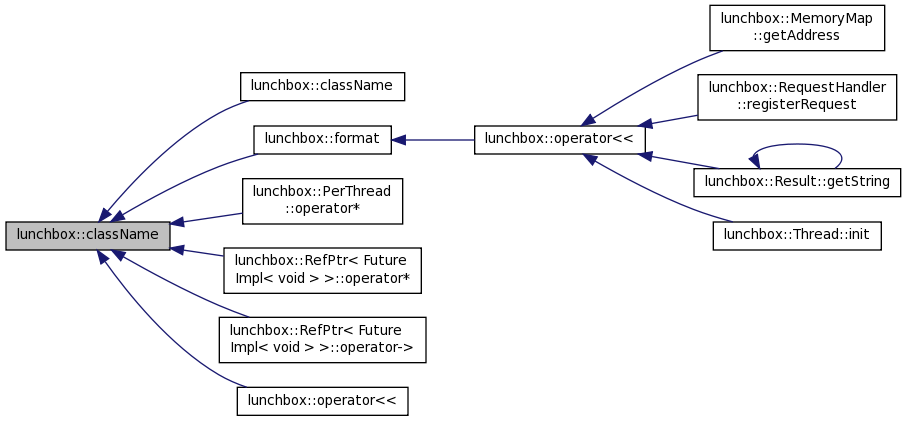 lunchbox::MemoryMap
::getAddress
lunchbox::className
lunchbox::RequestHandler
::registerRequest
lunchbox::format
lunchbox::operator<<
lunchbox::PerThread
::operator*
lunchbox::Result::getString
lunchbox::className
lunchbox::Thread::init
lunchbox::RefPtr< Future
Impl< void > >::operator*
lunchbox::RefPtr< Future
Impl< void > >::operator->
lunchbox::operator<<